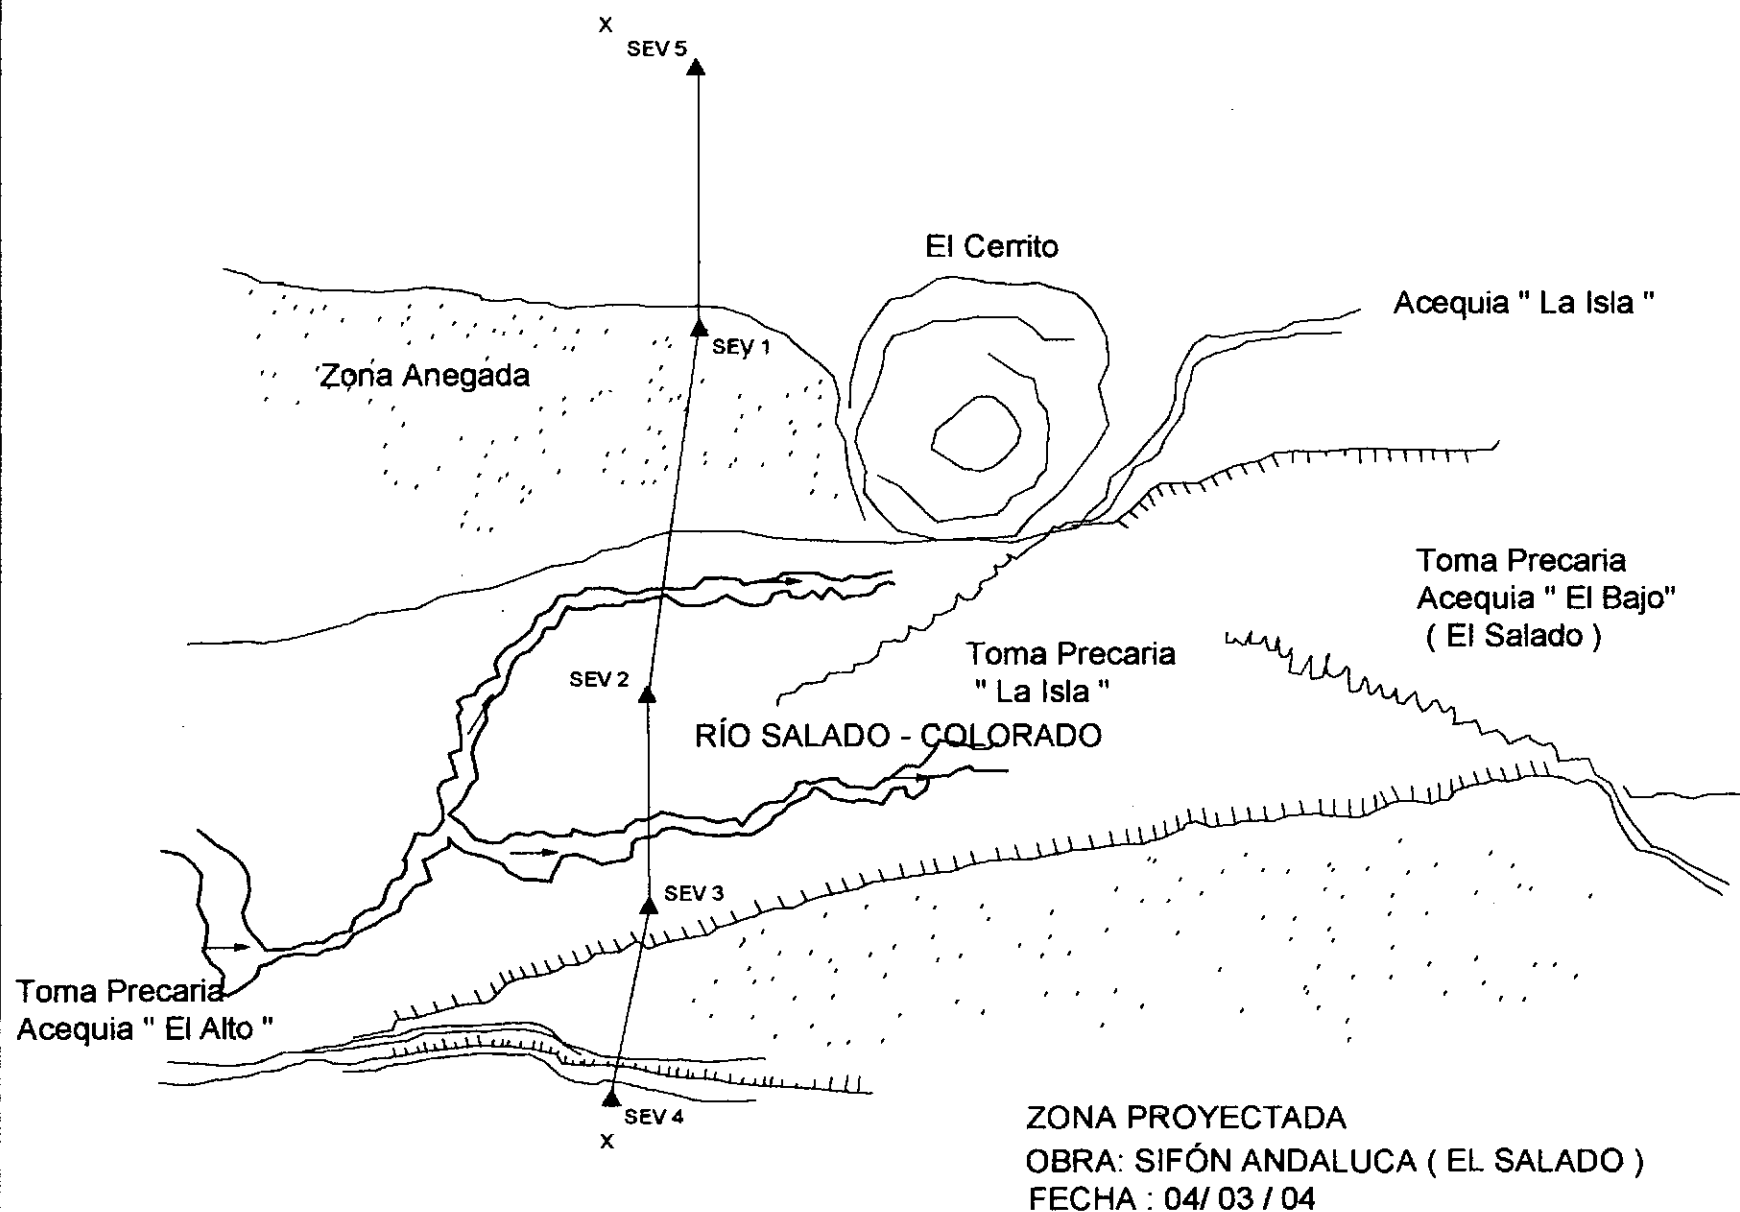 X
SEV 5
El Cerrito
Acequia " La Isla "
SEV 1
Zona Anegada
Toma Precaria
Acequia " El Bajo"
( El Salado )
Toma Precaria
" La Isla "
SEV 2
RÍO SALADO - COLORADO
SEV 3
Toma Precaria
Acequia " El Alto "
SEV 4
X
ZONA PROYECTADA
OBRA: SIFÓN ANDALUCA ( EL SALADO )
FECHA : 04/ 03 / 04